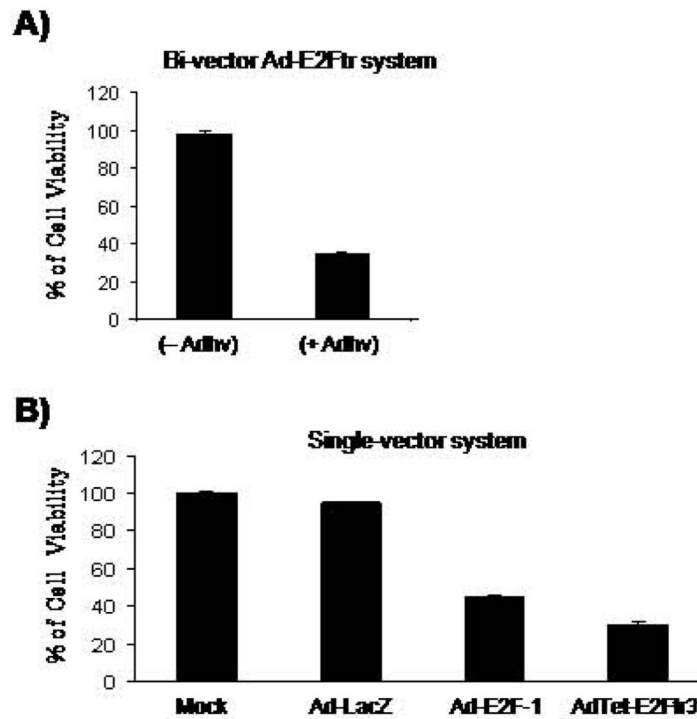 A)
Bi-vector Ad-E2Ftr system
120
100
80
60
40
20
0
% of Cell Viability
(– Adhv) (+ Adhv)
B)
Single-vector system
120
100
80
60
40
20
0
% of Cell Viability
Mock Ad-LacZ Ad-E2F-1 AdTet-E2Ftr3